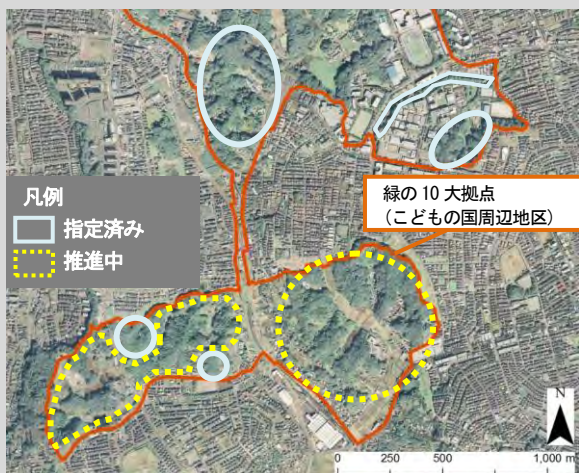 緑の10大拠点
(こどもの国周辺地区)
凡例
指定済み
推進中
N
0 250 500 1,000 m